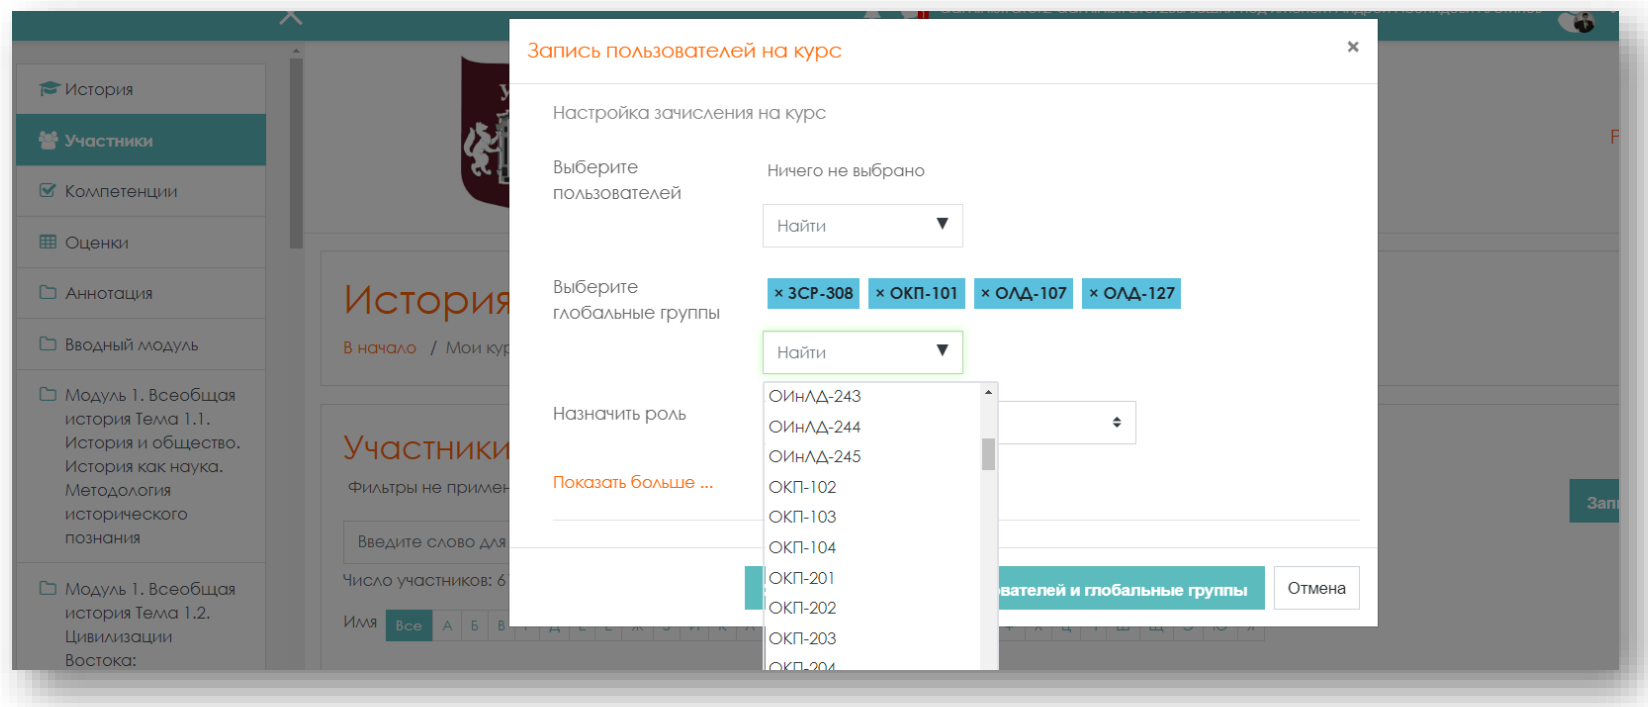 Запись пользователей на курс
×
История
Участники
Компетенции
Оценки
Аннотация
Вводный модуль
Модуль 1. Всеобщая
история Тема 1.1.
История и общество.
История как наука.
Методология
исторического
познания
Модуль 1. Всеобщая
история Тема 1.2.
Цивилизации
Востока:
История
В начало / Мои кур
Участники
Фильтры не примен
Введите слово для
Число участников: 6
Имя Все А Б В
Настройка зачисления на курс
Выберите
пользователей
Ничего не выбрано
Найти ▼
Выберите
глобальные группы
× ЗСР-308 × ОКП-101 × ОЛД-107 × ОЛД-127
Найти ▼
ОИнЛД-243
ОИнЛД-244
ОИнЛД-245
ОКП-102
ОКП-103
ОКП-104
ОКП-201
ОКП-202
ОКП-203
ОКП-204
Назначить роль
Показать больше ...
вателей и глобальные группы
Отмена
Зап